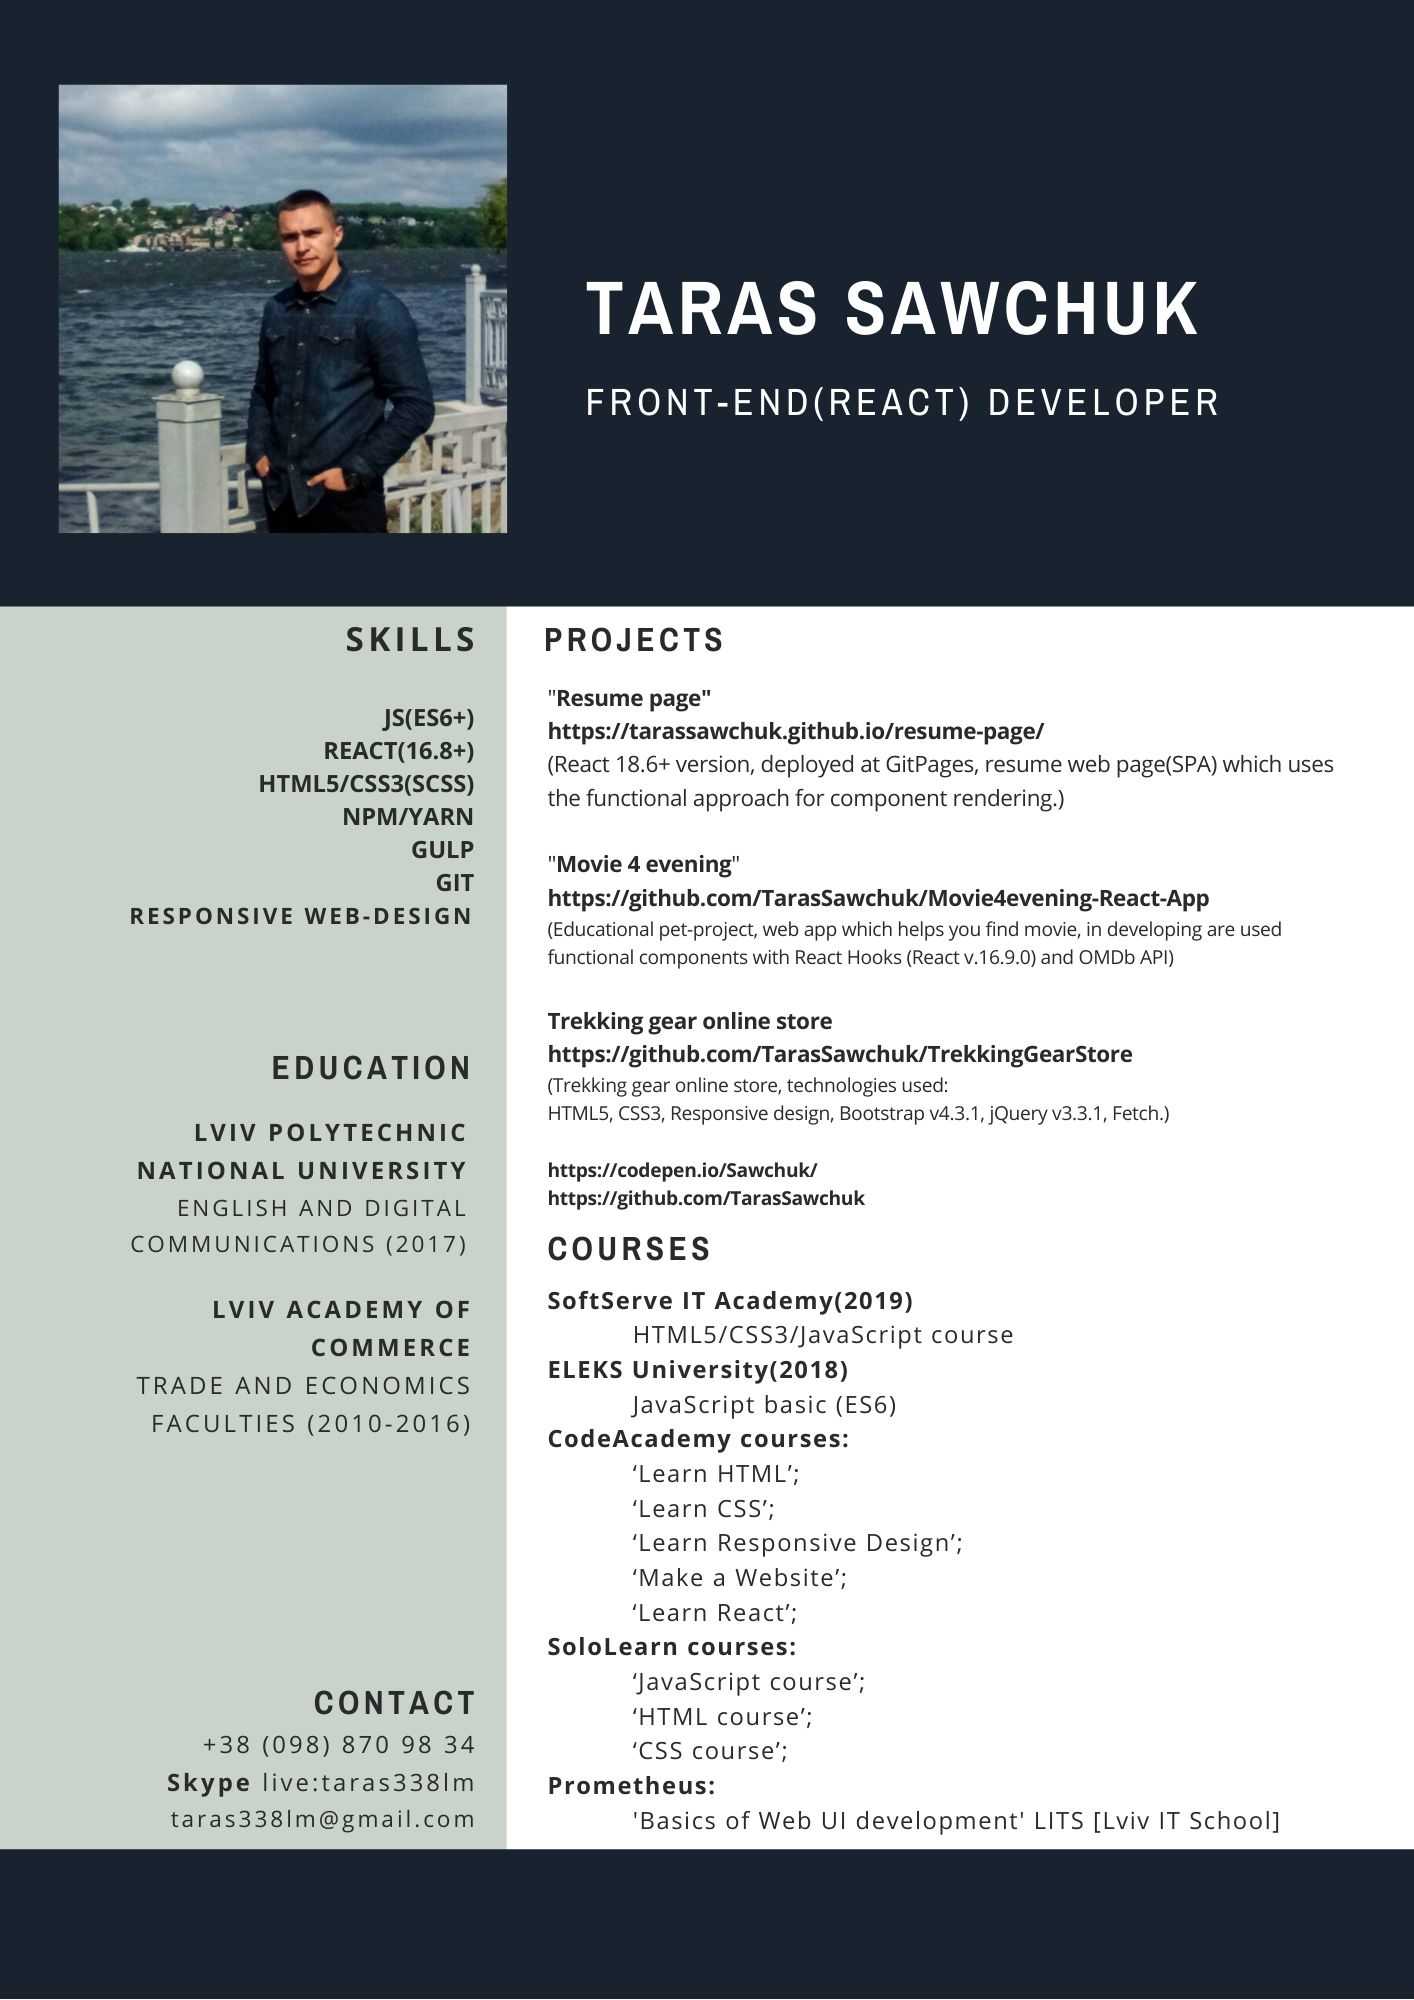 TARAS SAWCHUK
FRONT-END(REACT) DEVELOPER
SKILLS
JS(ES6+)
REACT(16.8+)
HTML5/CSS3(SCSS)
NPM/YARN
GULP
GIT
RESPONSIVE WEB-DESIGN
EDUCATION
LVIV POLYTECHNIC
NATIONAL UNIVERSITY
ENGLISH AND DIGITAL
COMMUNICATIONS (2017)
LVIV ACADEMY OF
COMMERCE
TRADE AND ECONOMICS
FACULTIES (2010-2016)
CONTACT
+38 (098) 870 98 34
Skype live:taras338lm
taras338lm@gmail.com
PROJECTS
"Resume page"
https://tarassawchuk.github.io/resume-page/
(React 18.6+ version, deployed at GitPages, resume web page(SPA) which uses
the functional approach for component rendering.)
"Movie 4 evening"
https://github.com/TarasSawchuk/Movie4evening-React-App
(Educational pet-project, web app which helps you find movie, in developing are used
functional components with React Hooks (React v.16.9.0) and OMDb API)
Trekking gear online store
https://github.com/TarasSawchuk/TrekkingGearStore
(Trekking gear online store, technologies used:
HTML5, CSS3, Responsive design, Bootstrap v4.3.1, jQuery v3.3.1, Fetch.)
https://codepen.io/Sawchuk/
https://github.com/TarasSawchuk
COURSES
SoftServe IT Academy(2019)
HTML5/CSS3/JavaScript course
ELEKS University(2018)
JavaScript basic (ES6)
CodeAcademy courses:
‘Learn HTML’;
‘Learn CSS’;
‘Learn Responsive Design’;
‘Make a Website’;
‘Learn React’;
SoloLearn courses:
‘JavaScript course’;
‘HTML course’;
‘CSS course’;
Prometheus:
'Basics of Web UI development' LITS [Lviv IT School]